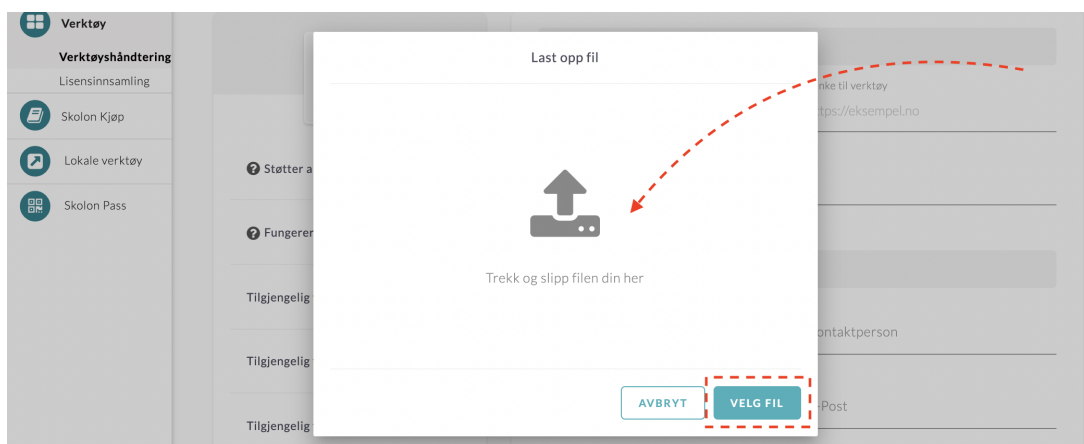 Verktøy
Verktøyshåndtering
Lisensinnsamling
Skolon Kjøp
Lokale verktøy
Skolon Pass
Støtter a
Fungerer
Tilgjengelig
Tilgjengelig
Tilgjengelig
Last opp fil
Trekk og slipp filen din her
AVBRYT
VELG FIL
nke til verktøy
tps://eksempel.no
ontaktperson
-Post